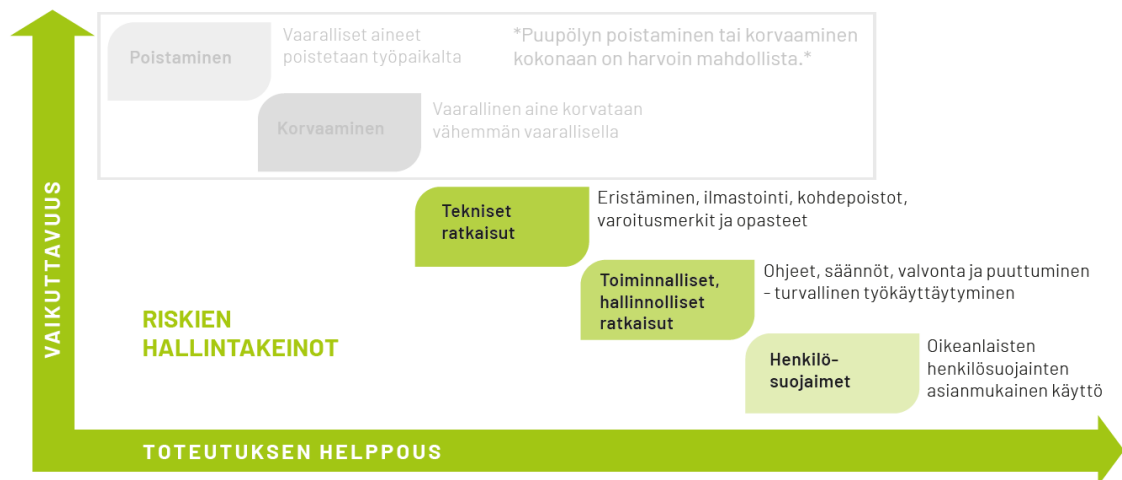 Poistaminen
Vaaralliset aineet
poistetaan työpaikalta
*Puupölyn poistaminen tai korvaaminen
kokonaan on harvoin mahdollista.*
Korvaaminen
Vaarallinen aine korvataan
vähemmän vaarallisella
Tekniset
ratkaisut
Eristäminen, ilmastointi, kohdepoistot,
varoitusmerkit ja opasteet
Toiminnalliset,
hallinnolliset
ratkaisut
Ohjeet, säännöt, valvonta ja puuttuminen
- turvallinen työkäyttäytyminen
Henkilö-
suojaimet
Oikeanlaisten
henkilösuojainten
asianmukainen käyttö
RISKIEN
HALLINTAKEINOT
VAIKUTTAVUUS
TOTEUTUKSEN HELPPOUS